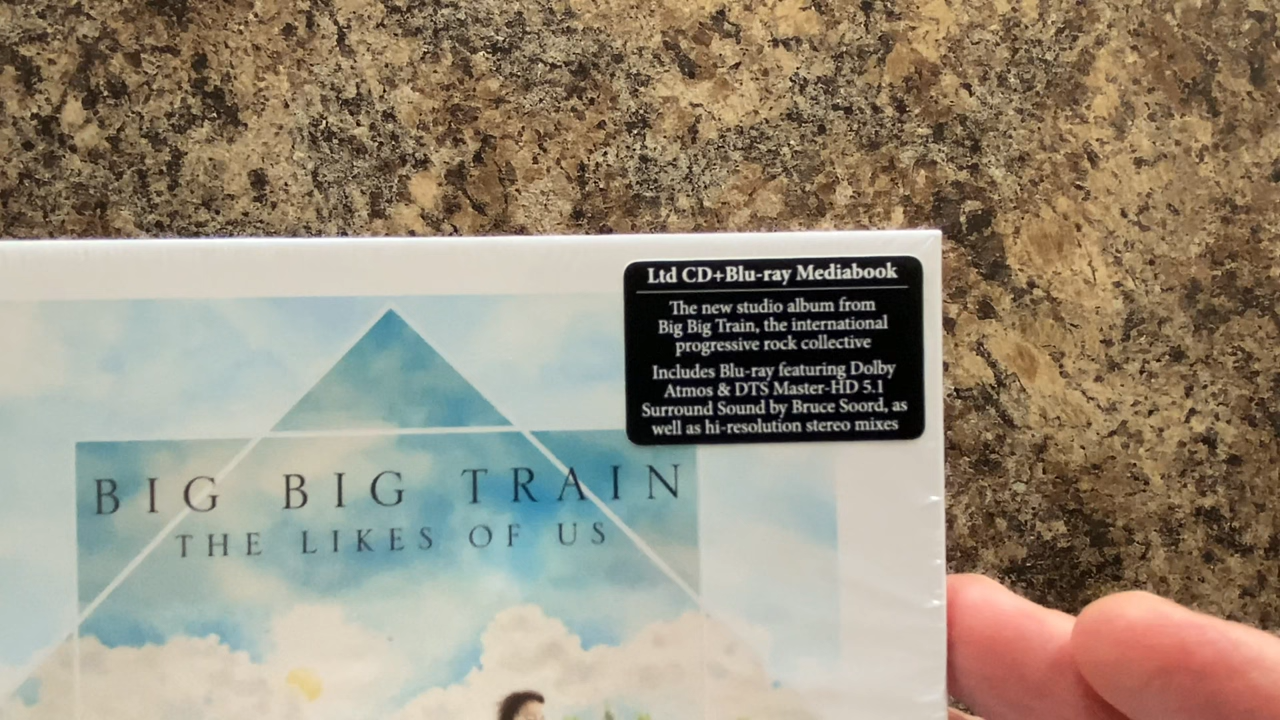 Ltd CD+Blu-ray Mediabook
The new studio album from
Big Big Train, the international
progressive rock collective
Includes Blu-ray featuring Dolby
Atmos & DTS Master-HD 5.1
Surround Sound by Bruce Soord, as
well as hi-resolution stereo mixes
BIG BIG TRAIN
THE LIKES OF US